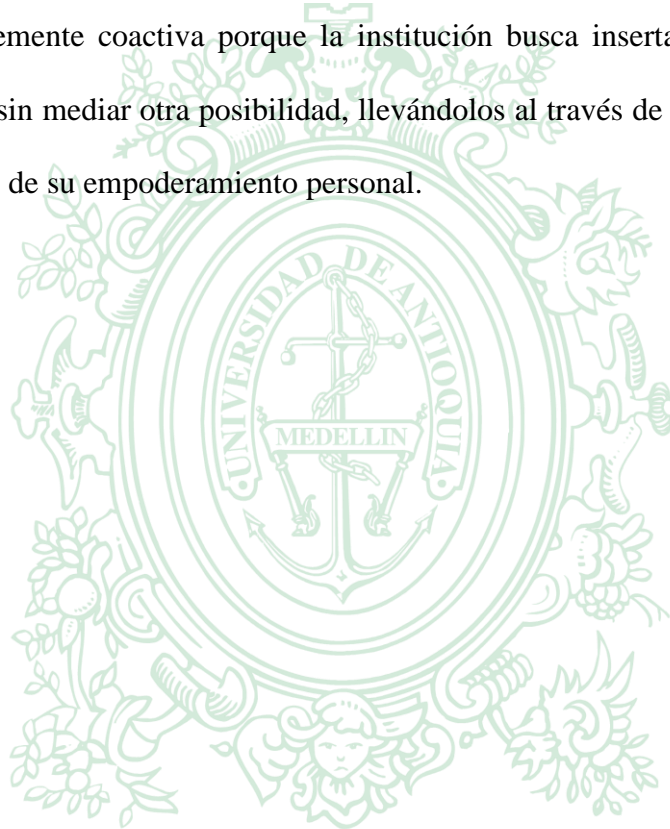 emente coactiva porque la institución busca inserta
sin mediar otra posibilidad, llevándolos al través de
de su empoderamiento personal.
UNIVERSIDAD DE ANTIOQUIA
MEDELLIN